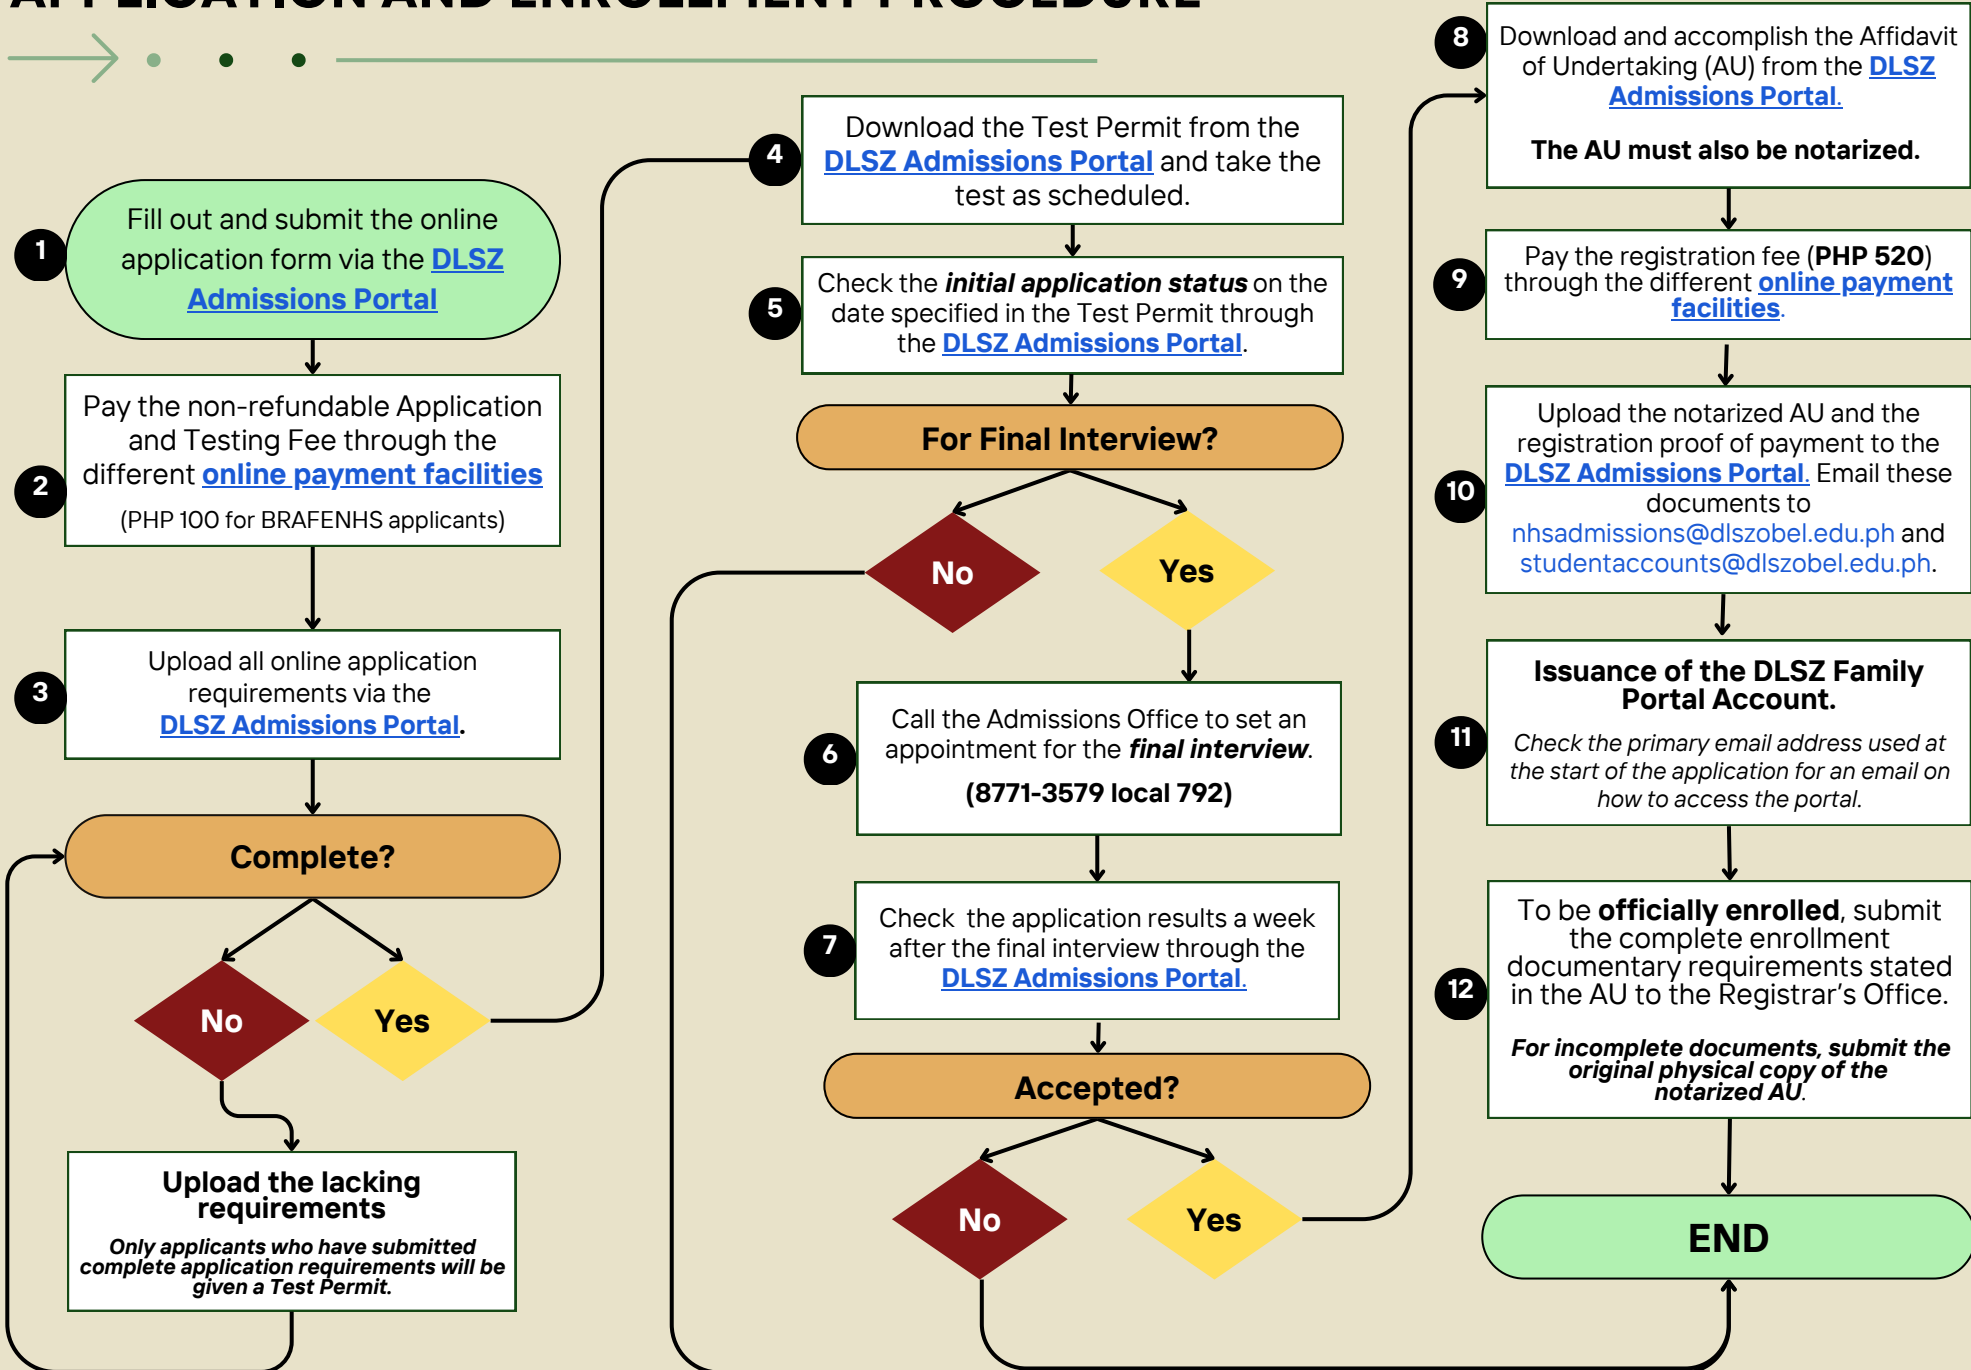 APPLICATION AND ENROLLMENT PROCEDURE
1
Fill out and submit the online
application form via the DLSZ
Admissions Portal
2
Pay the non-refundable Application
and Testing Fee through the
different online payment facilities
(PHP 100 for BRAFENHS applicants)
3
Upload all online application
requirements via the
DLSZ Admissions Portal.
Complete?
No
Yes
Upload the lacking
requirements
Only applicants who have submitted
complete application requirements will be
given a Test Permit.
4
Download the Test Permit from the
DLSZ Admissions Portal and take the
test as scheduled.
5
Check the initial application status on the
date specified in the Test Permit through
the DLSZ Admissions Portal.
For Final Interview?
No
Yes
6
Call the Admissions Office to set an
appointment for the final interview.
(8771-3579 local 792)
7
Check the application results a week
after the final interview through the
DLSZ Admissions Portal.
Accepted?
No
Yes
8
Download and accomplish the Affidavit
of Undertaking (AU) from the DLSZ
Admissions Portal.
The AU must also be notarized.
9
Pay the registration fee (PHP 520)
through the different online payment
facilities.
10
Upload the notarized AU and the
registration proof of payment to the
DLSZ Admissions Portal. Email these
documents to
nhsadmissions@dlszobel.edu.ph and
studentaccounts@dlszobel.edu.ph.
11
Issuance of the DLSZ Family
Portal Account.
Check the primary email address used at
the start of the application for an email on
how to access the portal.
12
To be officially enrolled, submit
the complete enrollment
documentary requirements stated
in the AU to the Registrar's Office.
For incomplete documents, submit the
original physical copy of the
notarized AU.
END